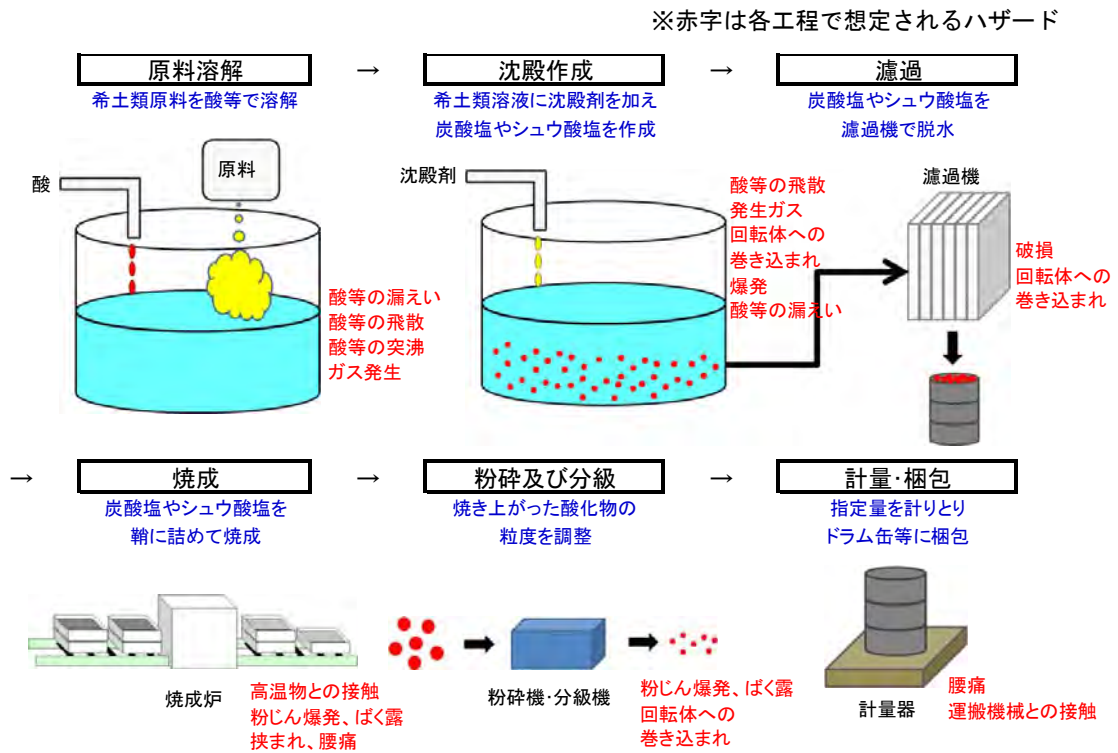 ※赤字は各工程で想定されるハザード
原料溶解
→
沈殿作成
→
濾過
希土類原料を酸等で溶解
希土類溶液に沈殿剤を加え
炭酸塩やシュウ酸塩を作成
炭酸塩やシュウ酸塩を
濾過機で脱水
酸
原料
酸等の漏えい
酸等の飛散
酸等の突沸
ガス発生
沈殿剤
酸等の飛散
発生ガス
回転体への
巻き込まれ
爆発
酸等の漏えい
濾過機
破損
回転体への
巻き込まれ
→
焼成
→
粉砕及び分級
→
計量・梱包
炭酸塩やシュウ酸塩を
鞘に詰めて焼成
焼き上がった酸化物の
粒度を調整
指定量を計りとり
ドラム缶等に梱包
焼成炉
高温物との接触
粉じん爆発、ばく露
挟まれ、腰痛
粉砕機・分級機
粉じん爆発、ばく露
回転体への
巻き込まれ
計量器
腰痛
運搬機械との接触